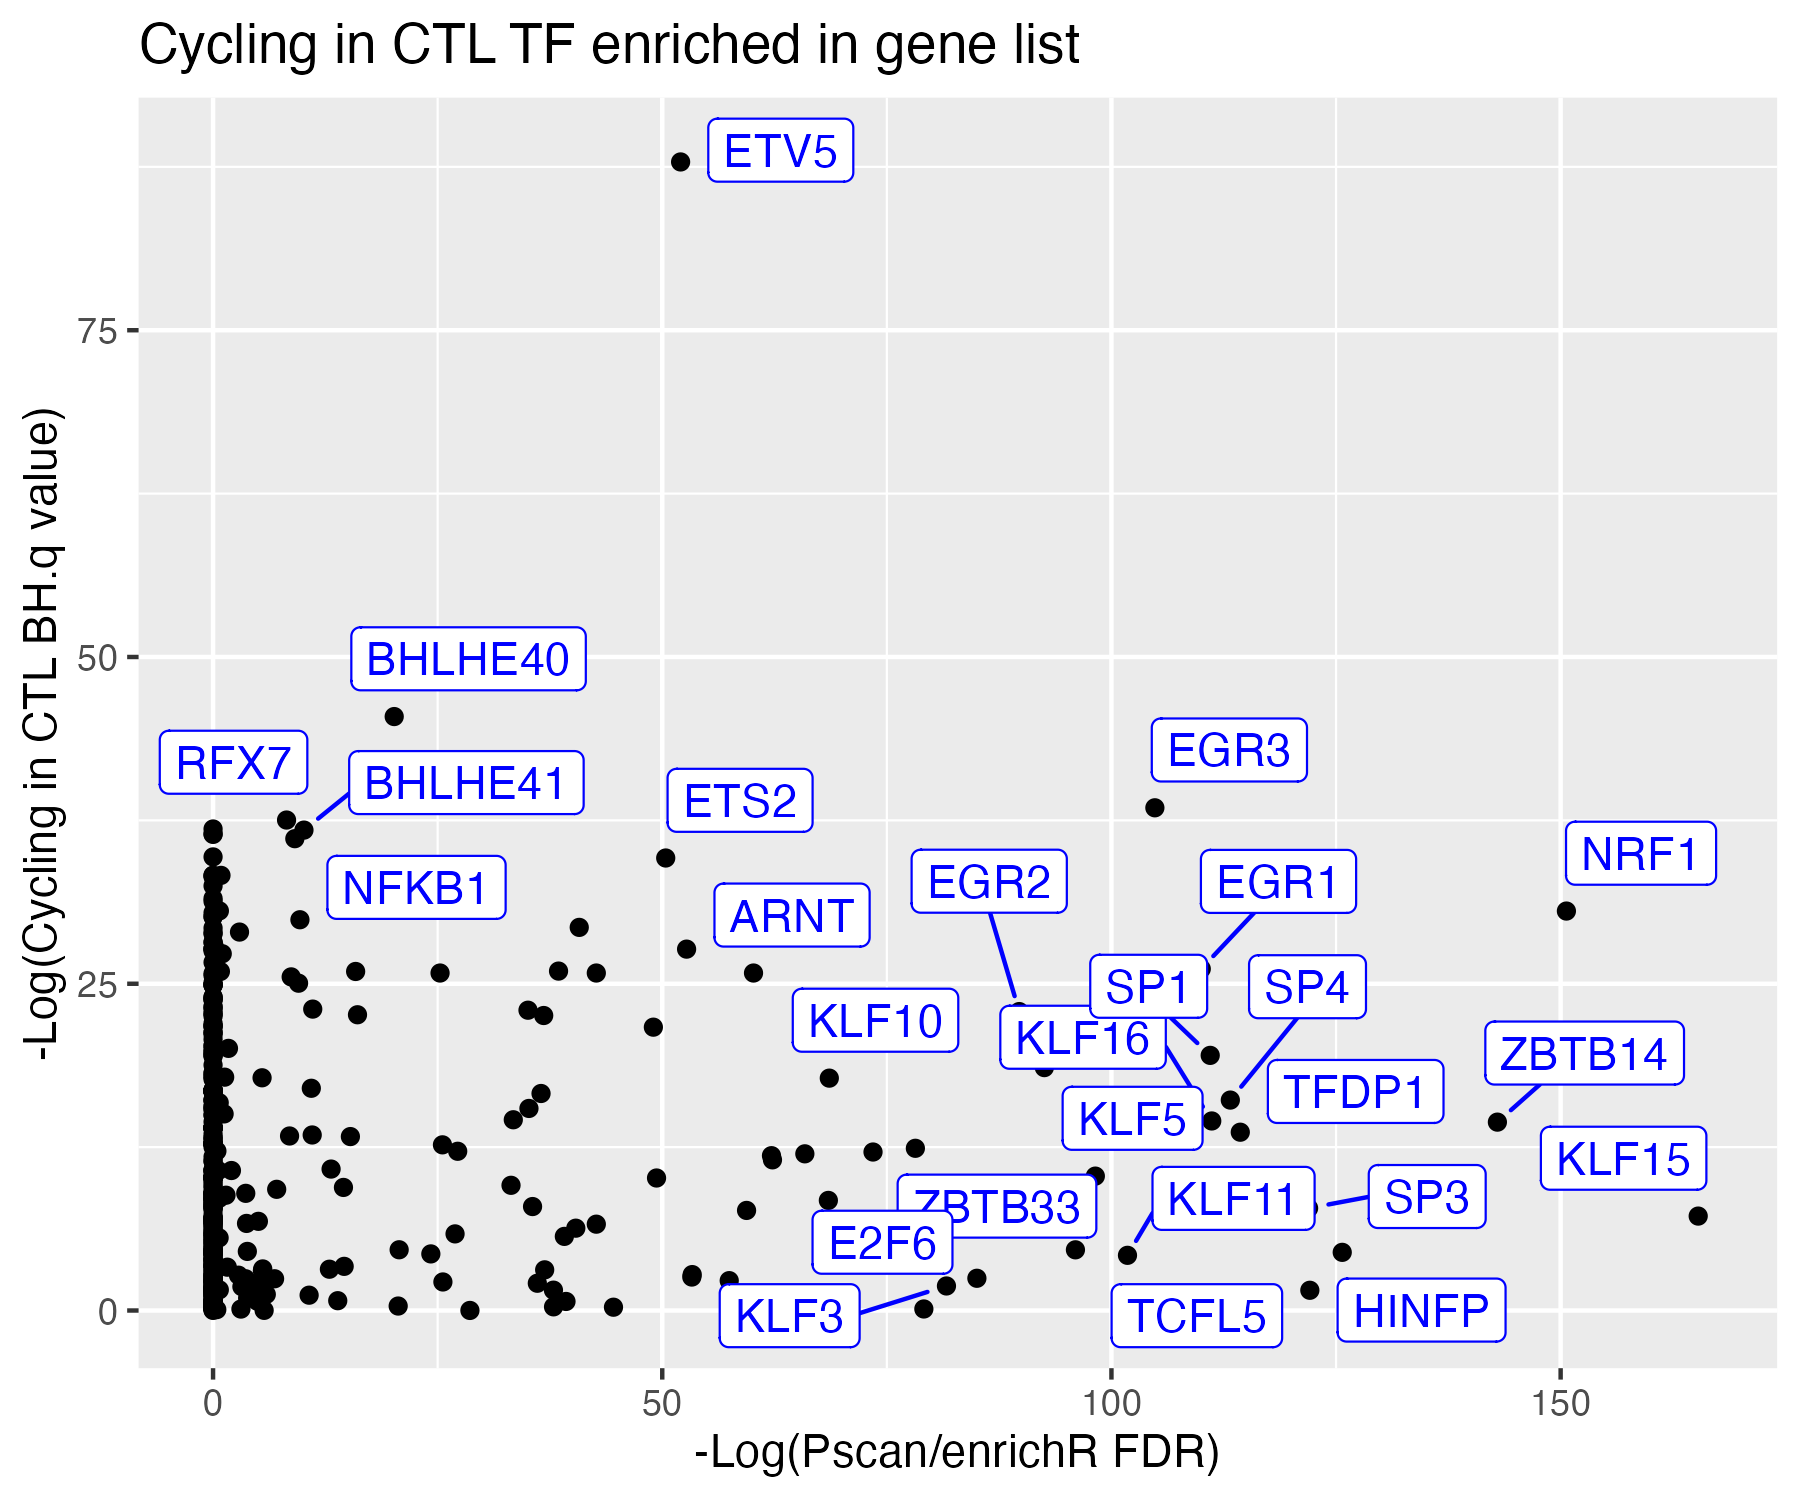 Cycling in CTL TF enriched in gene list
-Log(Cycling in CTL BH.q value)
75
50
25
0
ETV5
BHLHE40
RFX7
BHLHE41
EGR3
ETS2
NFKB1
ARNT
EGR2
EGR1
NRF1
SP1
SP4
KLF10
KLF16
ZBTB14
TFDP1
KLF5
KLF15
ZBTB33
KLF11
SP3
E2F6
KLF3
TCFL5
HINFP
0
50
100
150
-Log(Pscan/enrichR FDR)